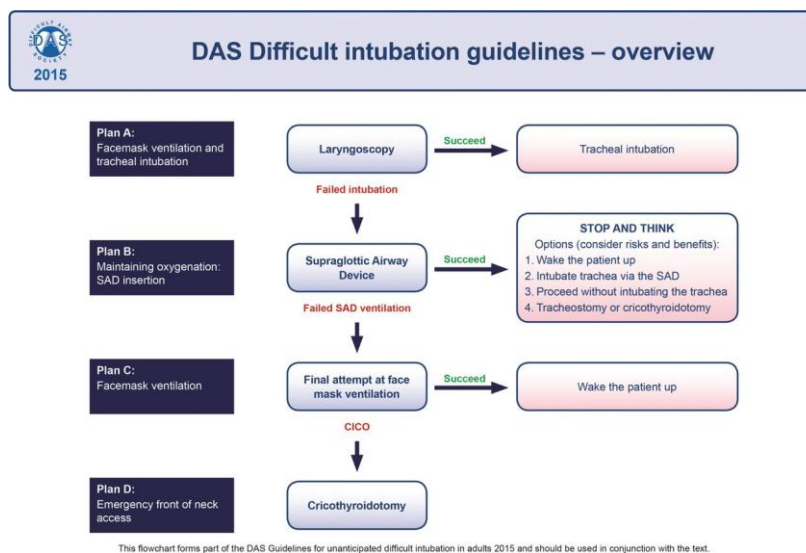 DIFFICULT AIRWAY
DAS
SOCIETY
2015
DAS Difficult intubation guidelines – overview
Plan A:
Facemask ventilation and
tracheal intubation
Laryngoscopy
Succeed
Tracheal intubation
Failed intubation
Plan B:
Maintaining oxygenation:
SAD insertion
Supraglottic Airway
Device
Succeed
STOP AND THINK
Options (consider risks and benefits):
1. Wake the patient up
2. Intubate trachea via the SAD
3. Proceed without intubating the trachea
4. Tracheostomy or cricothyroidotomy
Failed SAD ventilation
Plan C:
Facemask ventilation
Final attempt at face
mask ventilation
Succeed
Wake the patient up
CICO
Plan D:
Emergency front of neck
access
Cricothyroidotomy
This flowchart forms part of the DAS Guidelines for unanticipated difficult intubation in adults 2015 and should be used in conjunction with the text.